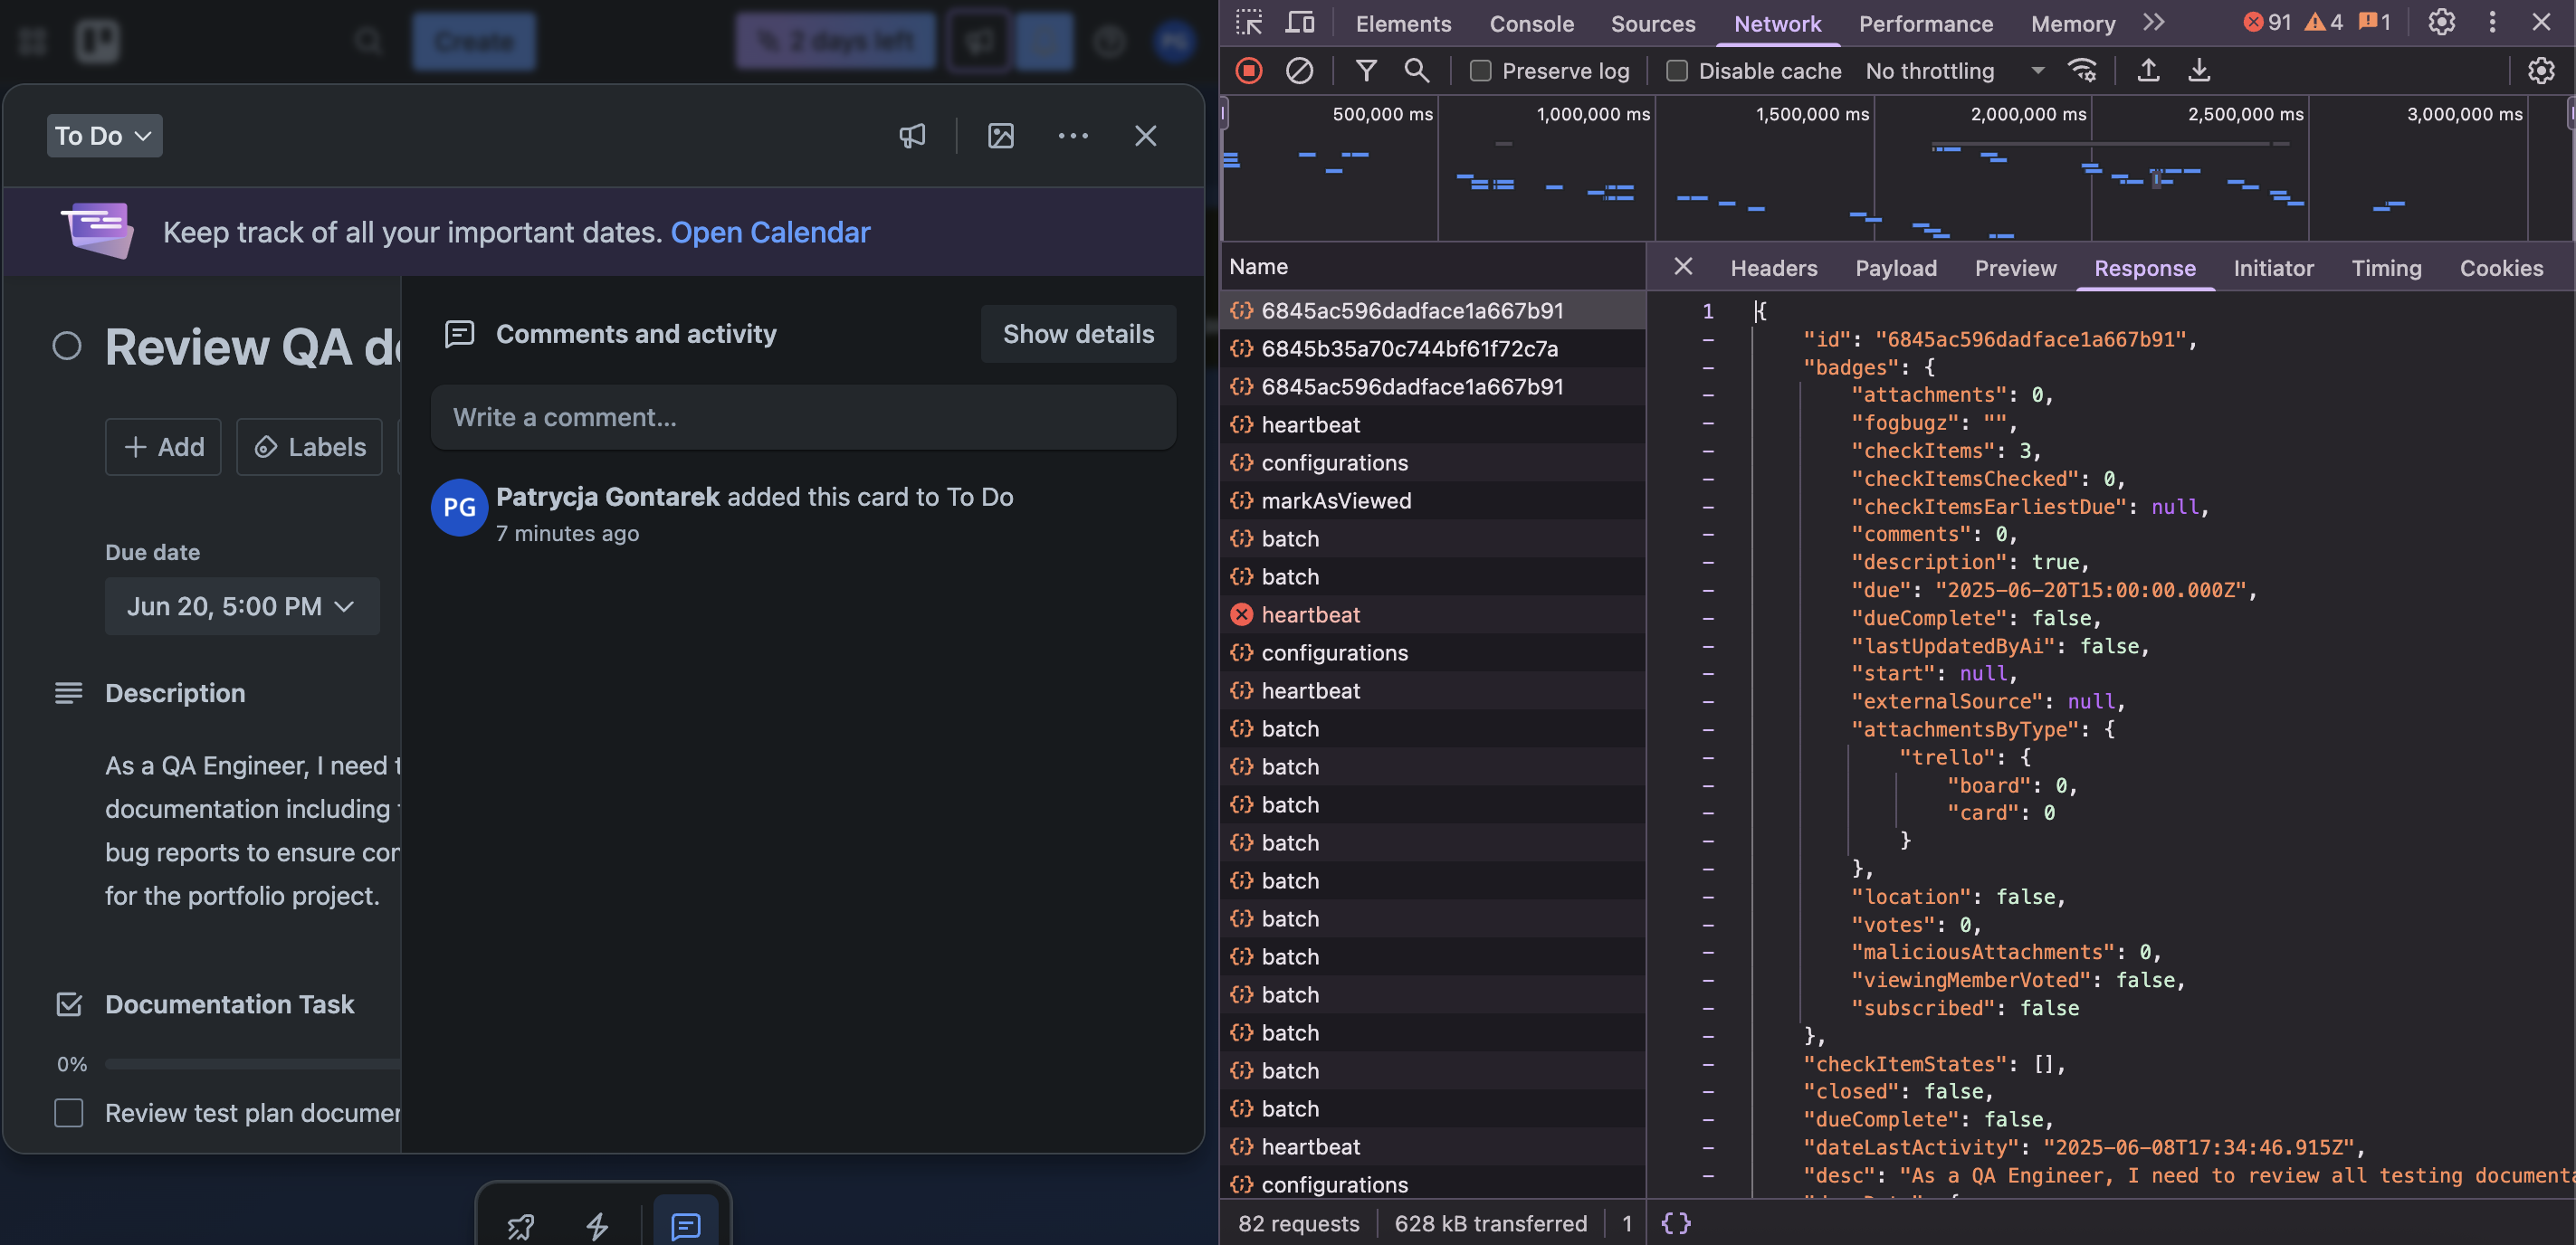 Create
2 days left
PG
To Do
Keep track of all your important dates. Open Calendar
Review QA do
Add
Labels
Due date
Jun 20, 5:00 PM
Description
As a QA Engineer, I need t
documentation including
bug reports to ensure cor
for the portfolio project.
Documentation Task
0%
Review test plan documer
Comments and activity
Show details
Write a comment...
PG
Patrycja Gontarek added this card to To Do
7 minutes ago
Elements Console Sources Network Performance Memory 91 4 1
Preserve log Disable cache No throttling
500,000 ms 1,000,000 ms 1,500,000 ms 2,000,000 ms 2,500,000 ms 3,000,000 ms
Name
6845ac596dadface1a667b91
6845b35a70c744bf61f72c7a
6845ac596dadface1a667b91
heartbeat
configurations
markAsViewed
batch
batch
heartbeat
configurations
heartbeat
batch
batch
batch
batch
batch
batch
batch
batch
batch
batch
batch
heartbeat
configurations
82 requests 628 kB transferred 1
Headers Payload Preview Response Initiator Timing Cookies
1 {
"id": "6845ac596dadface1a667b91",
"badges": {
"attachments": 0,
"fogbugz": "",
"checkItems": 3,
"checkItemsChecked": 0,
"checkItemsEarliestDue": null,
"comments": 0,
"description": true,
"due": "2025-06-20T15:00:00.000Z",
"dueComplete": false,
"lastUpdatedByAi": false,
"start": null,
"externalSource": null,
"attachmentsByType": {
"trello": {
"board": 0,
"card": 0
}
},
"location": false,
"votes": 0,
"maliciousAttachments": 0,
"viewingMemberVoted": false,
"subscribed": false
},
"checkItemStates": [],
"closed": false,
"dueComplete": false,
"dateLastActivity": "2025-06-08T17:34:46.915Z",
"desc": "As a QA Engineer, I need to review all testing documenta
{}